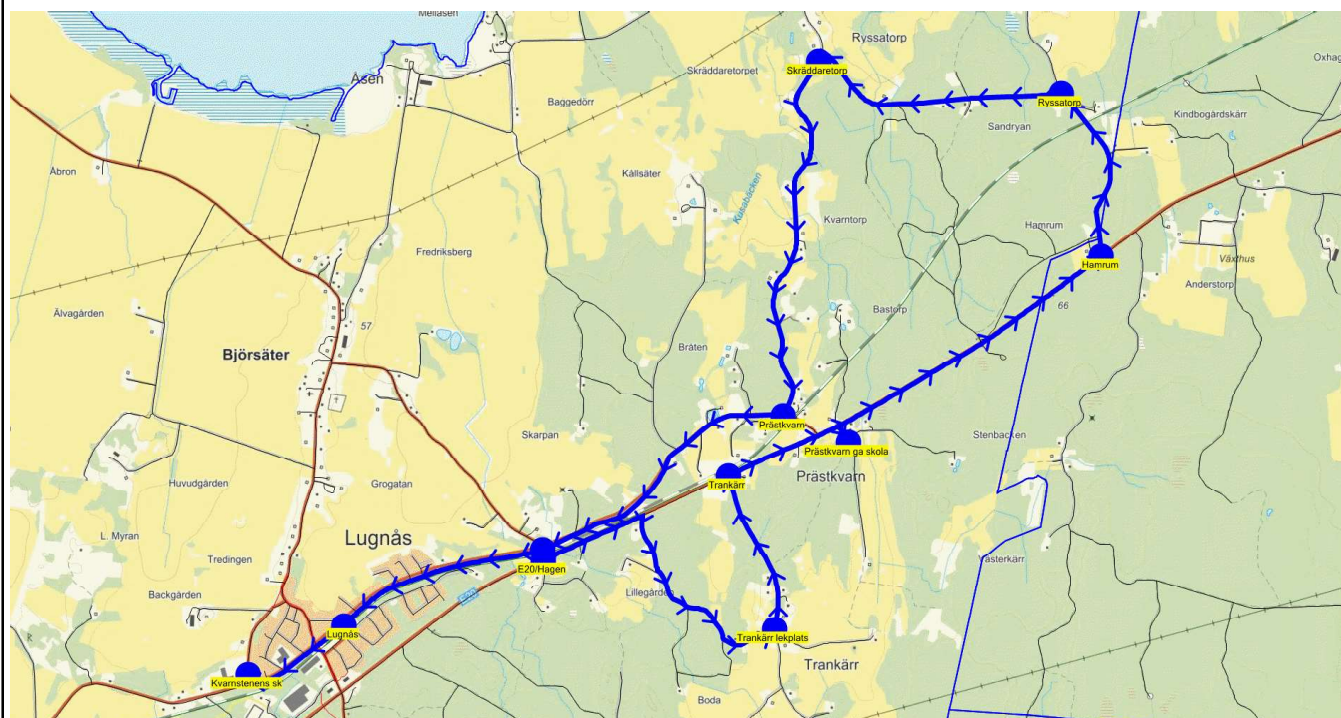 Mellåsen
Åsen
Ryssatorp
Skräddaretorpet
Skräddaretorp
Oxhag
Baggedörr
Ryssatorp
Sandryan
Kindbogårdskärr
Åbron
Källsäter
Kusabäcken
Kvarntorp
Hamrum
Fredriksberg
Hamrum
Växthus
Anderstorp
Älvagården
57
66
Bastorp
Björsäter
Bråten
Prästkvarn
Skarpan
Stenbacken
Prästkvarn ga skola
Prästkvarn
Trankärr
Huvudgården
Grogatan
L. Myran
Lugnås
Tredingen
E20/Hagen
Västerkärr
Backgården
Lillegården
Lugnås
Trankärr lekplats
Trankärr
Kvarnstenens sk
Boda